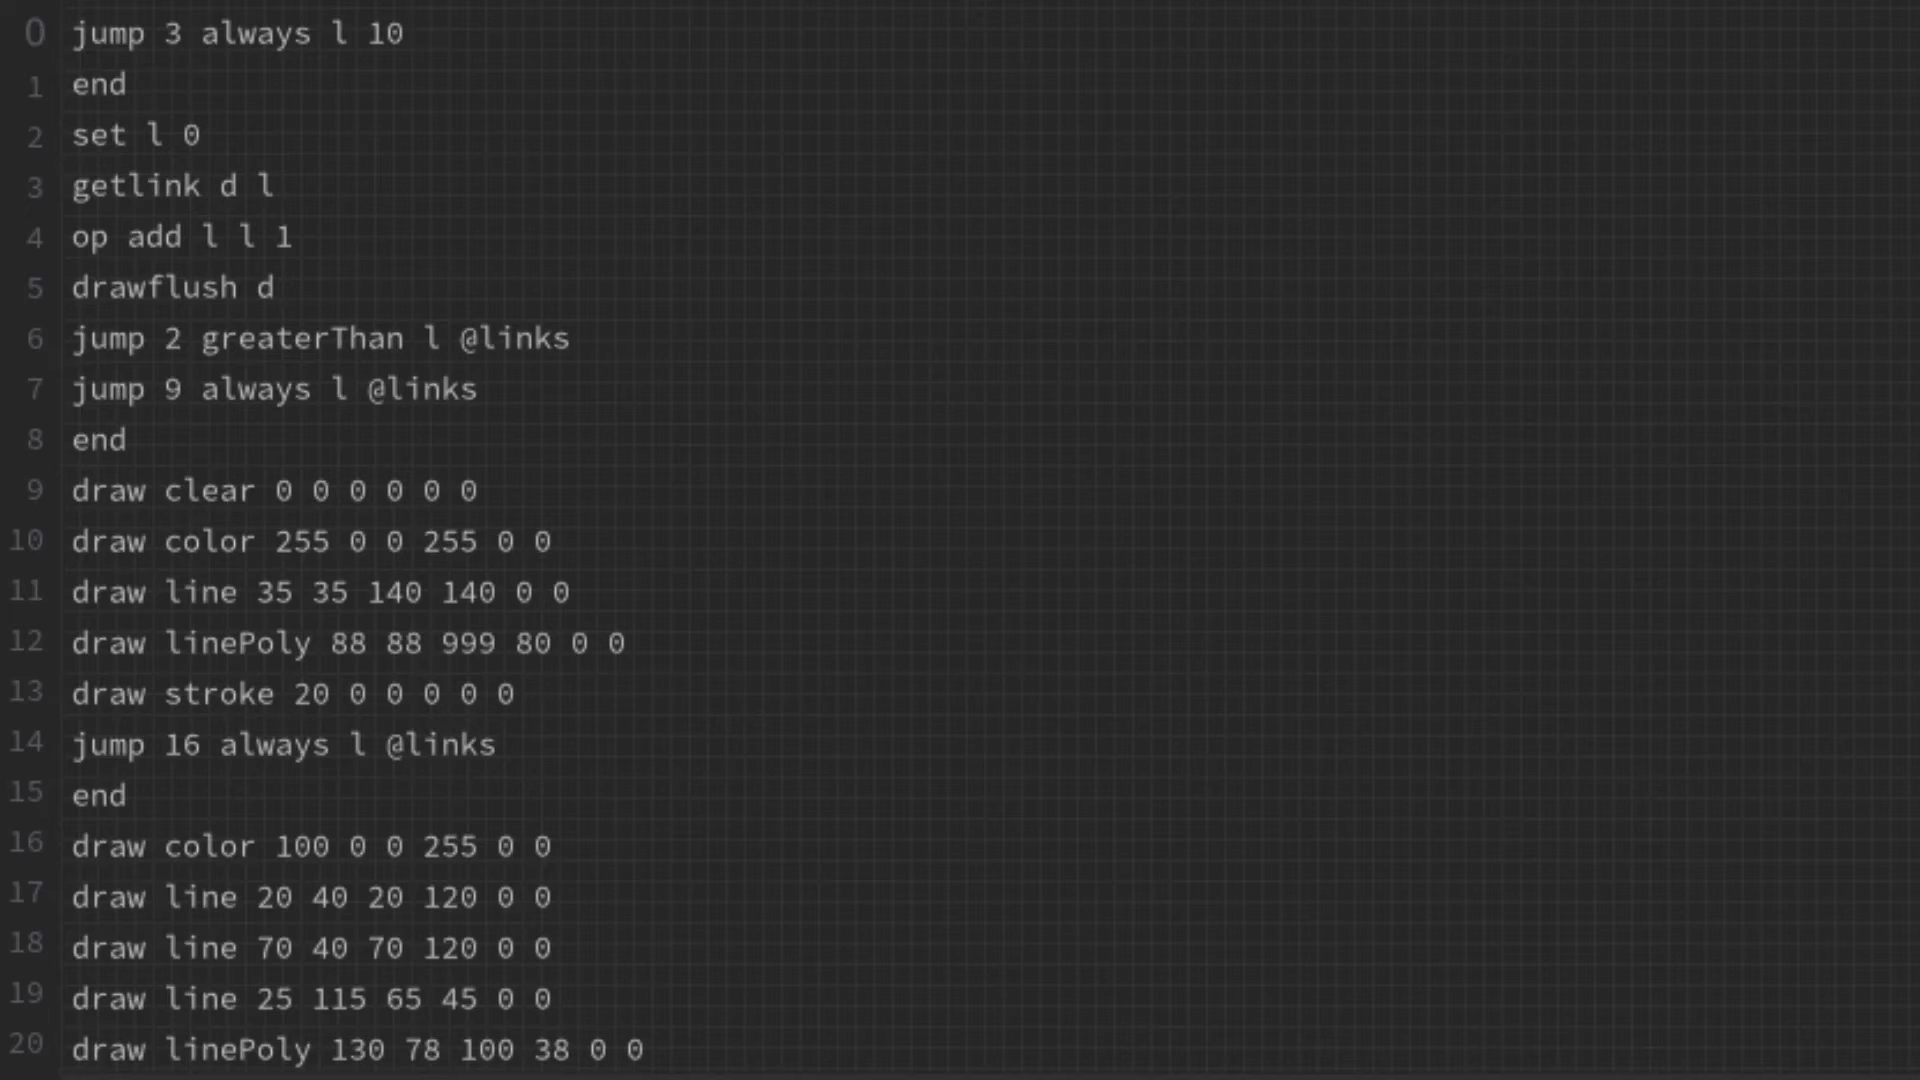 0 jump 3 always l 10
1 end
2 set l 0
3 getlink d l
4 op add l l 1
5 drawflush d
6 jump 2 greaterThan l @links
7 jump 9 always l @links
8 end
9 draw clear 0 0 0 0 0 0
10 draw color 255 0 0 255 0 0
11 draw line 35 35 140 140 0 0
12 draw linePoly 88 88 999 80 0 0
13 draw stroke 20 0 0 0 0 0
14 jump 16 always l @links
15 end
16 draw color 100 0 0 255 0 0
17 draw line 20 40 20 120 0 0
18 draw line 70 40 70 120 0 0
19 draw line 25 115 65 45 0 0
20 draw linePoly 130 78 100 38 0 0